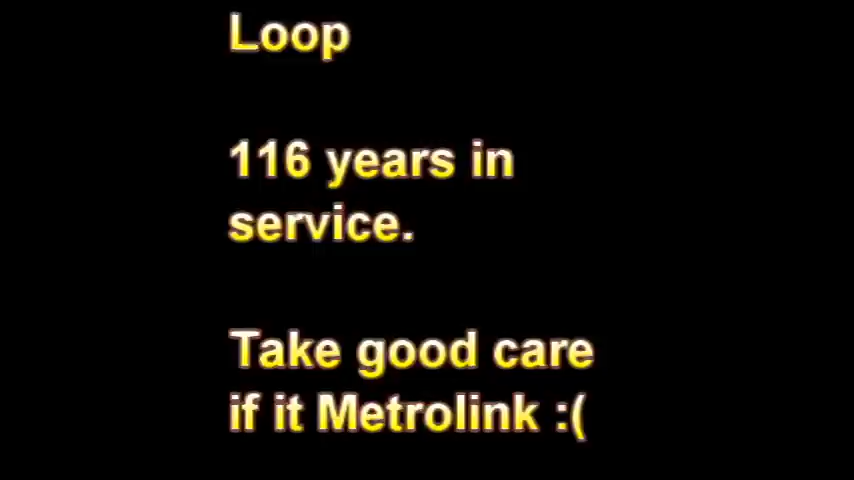 Loop
116 years in
service.
Take good care
if it Metrolink :(